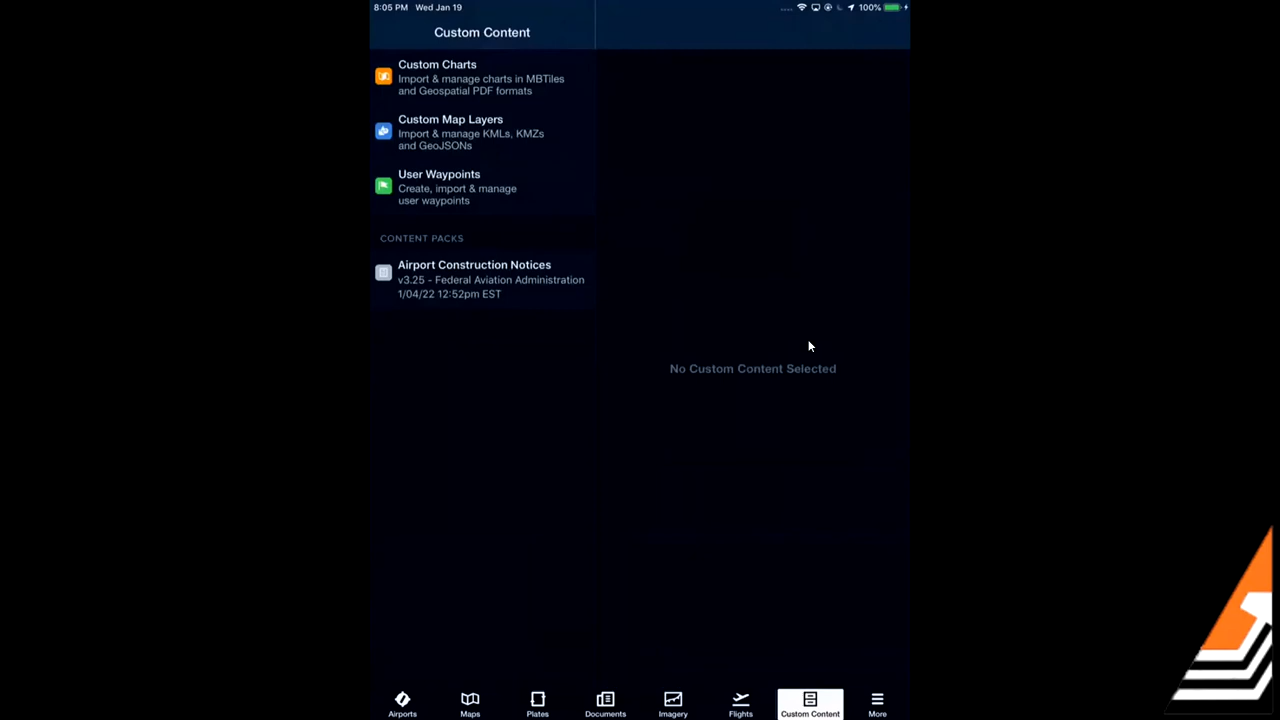 8:05 PM Wed Jan 19
100%
Custom Content
Custom Charts
Import & manage charts in MBTiles
and Geospatial PDF formats
Custom Map Layers
Import & manage KMLs, KMZs
and GeoJSONs
User Waypoints
Create, import & manage
user waypoints
CONTENT PACKS
Airport Construction Notices
v3.25 - Federal Aviation Administration
1/04/22 12:52pm EST
No Custom Content Selected
Airports Maps Plates Documents Imagery Flights Custom Content More